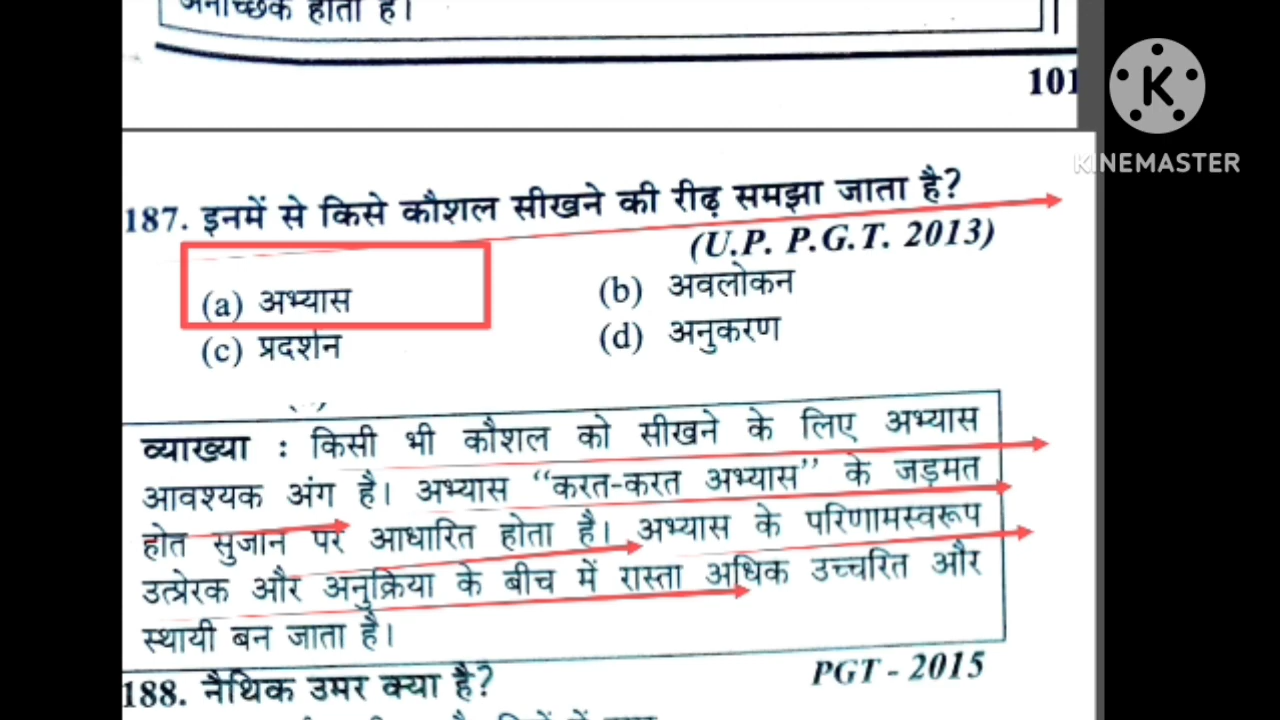 होता है।
101
K
KINEMASTER
187. इनमें से किसे कौशल सीखने की रीढ़ समझा जाता है?
(U.P. P.G.T. 2013)
(a) अभ्यास (b) अवलोकन
(c) प्रदर्शन (d) अनुकरण
व्याख्या : किसी भी कौशल को सीखने के लिए अभ्यास
आवश्यक अंग है। अभ्यास “करत-करत अभ्यास” के जड़मत
होत सुजान पर आधारित होता है। अभ्यास के परिणामस्वरूप
उत्प्रेरक और अनुक्रिया के बीच में रास्ता अधिक उच्चरित और
स्थायी बन जाता है।
188. नैथिक उमर क्या है?
PGT - 2015